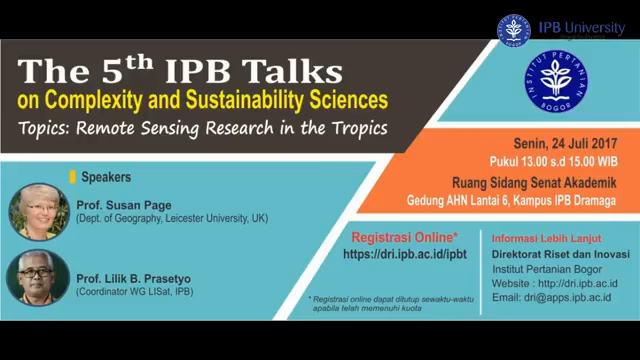 IPB University
The 5th IPB Talks
on Complexity and Sustainability Sciences
Topics: Remote Sensing Research in the Tropics
INSTITUT PERTANIAN
BOGOR
Senin, 24 Juli 2017
Pukul 13.00 s.d 15.00 WIB
Ruang Sidang Senat Akademik
Gedung AHN Lantai 6, Kampus IPB Dramaga
Speakers
Prof. Susan Page
(Dept. of Geography, Leicester University, UK)
Prof. Lilik B. Prasetyo
(Coordinator WG LISat, IPB)
Registrasi Online*
https://dri.ipb.ac.id/ipbt
* Registrasi online dapat ditutup sewaktu-waktu
apabila telah memenuhi kuota
Informasi Lebih Lanjut
Direktorat Riset dan Inovasi
Institut Pertanian Bogor
Website : http://dri.ipb.ac.id
Email: dri@apps.ipb.ac.id